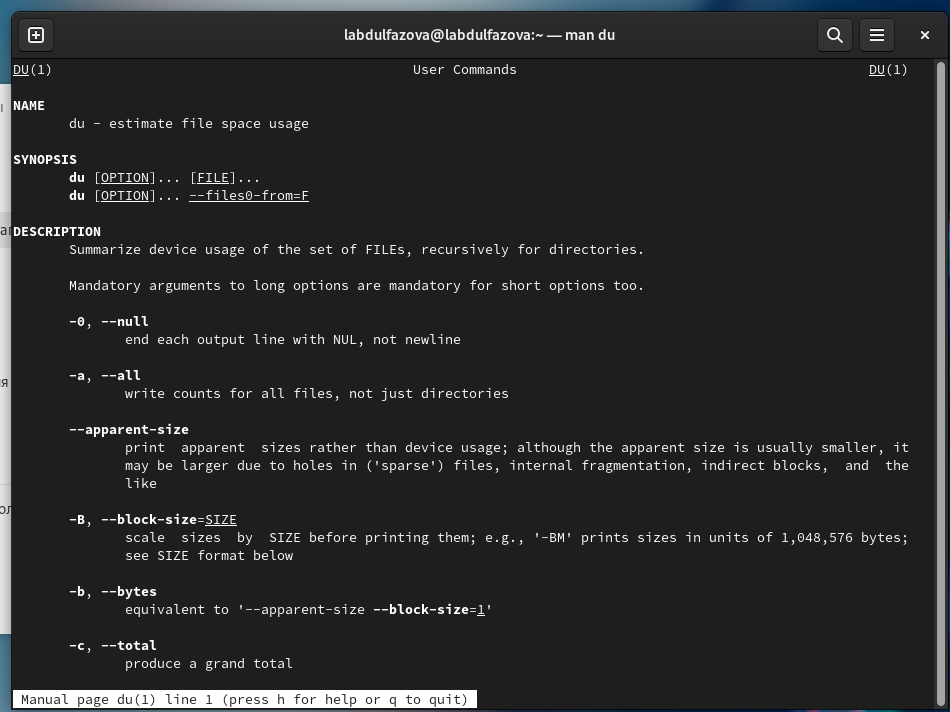 labdulfazova@labdulfazova:~ — man du
DU(1) User Commands DU(1)
NAME
du - estimate file space usage
SYNOPSIS
du [OPTION]... [FILE]...
du [OPTION]... --files0-from=F
DESCRIPTION
Summarize device usage of the set of FILEs, recursively for directories.
Mandatory arguments to long options are mandatory for short options too.
-0, --null
end each output line with NUL, not newline
-a, --all
write counts for all files, not just directories
--apparent-size
print apparent sizes rather than device usage; although the apparent size is usually smaller, it
may be larger due to holes in ('sparse') files, internal fragmentation, indirect blocks, and the
like
-B, --block-size=SIZE
scale sizes by SIZE before printing them; e.g., '-BM' prints sizes in units of 1,048,576 bytes;
see SIZE format below
-b, --bytes
equivalent to '--apparent-size --block-size=1'
-c, --total
produce a grand total
Manual page du(1) line 1 (press h for help or q to quit)